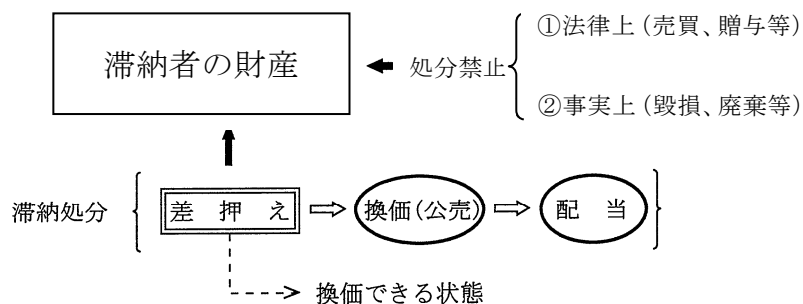 ①法律上(売買、贈与等)
滞納者の財産
処分禁止
②事実上(毀損、廃棄等)
滞納処分
差押え
換価(公売)
配当
換価できる状態